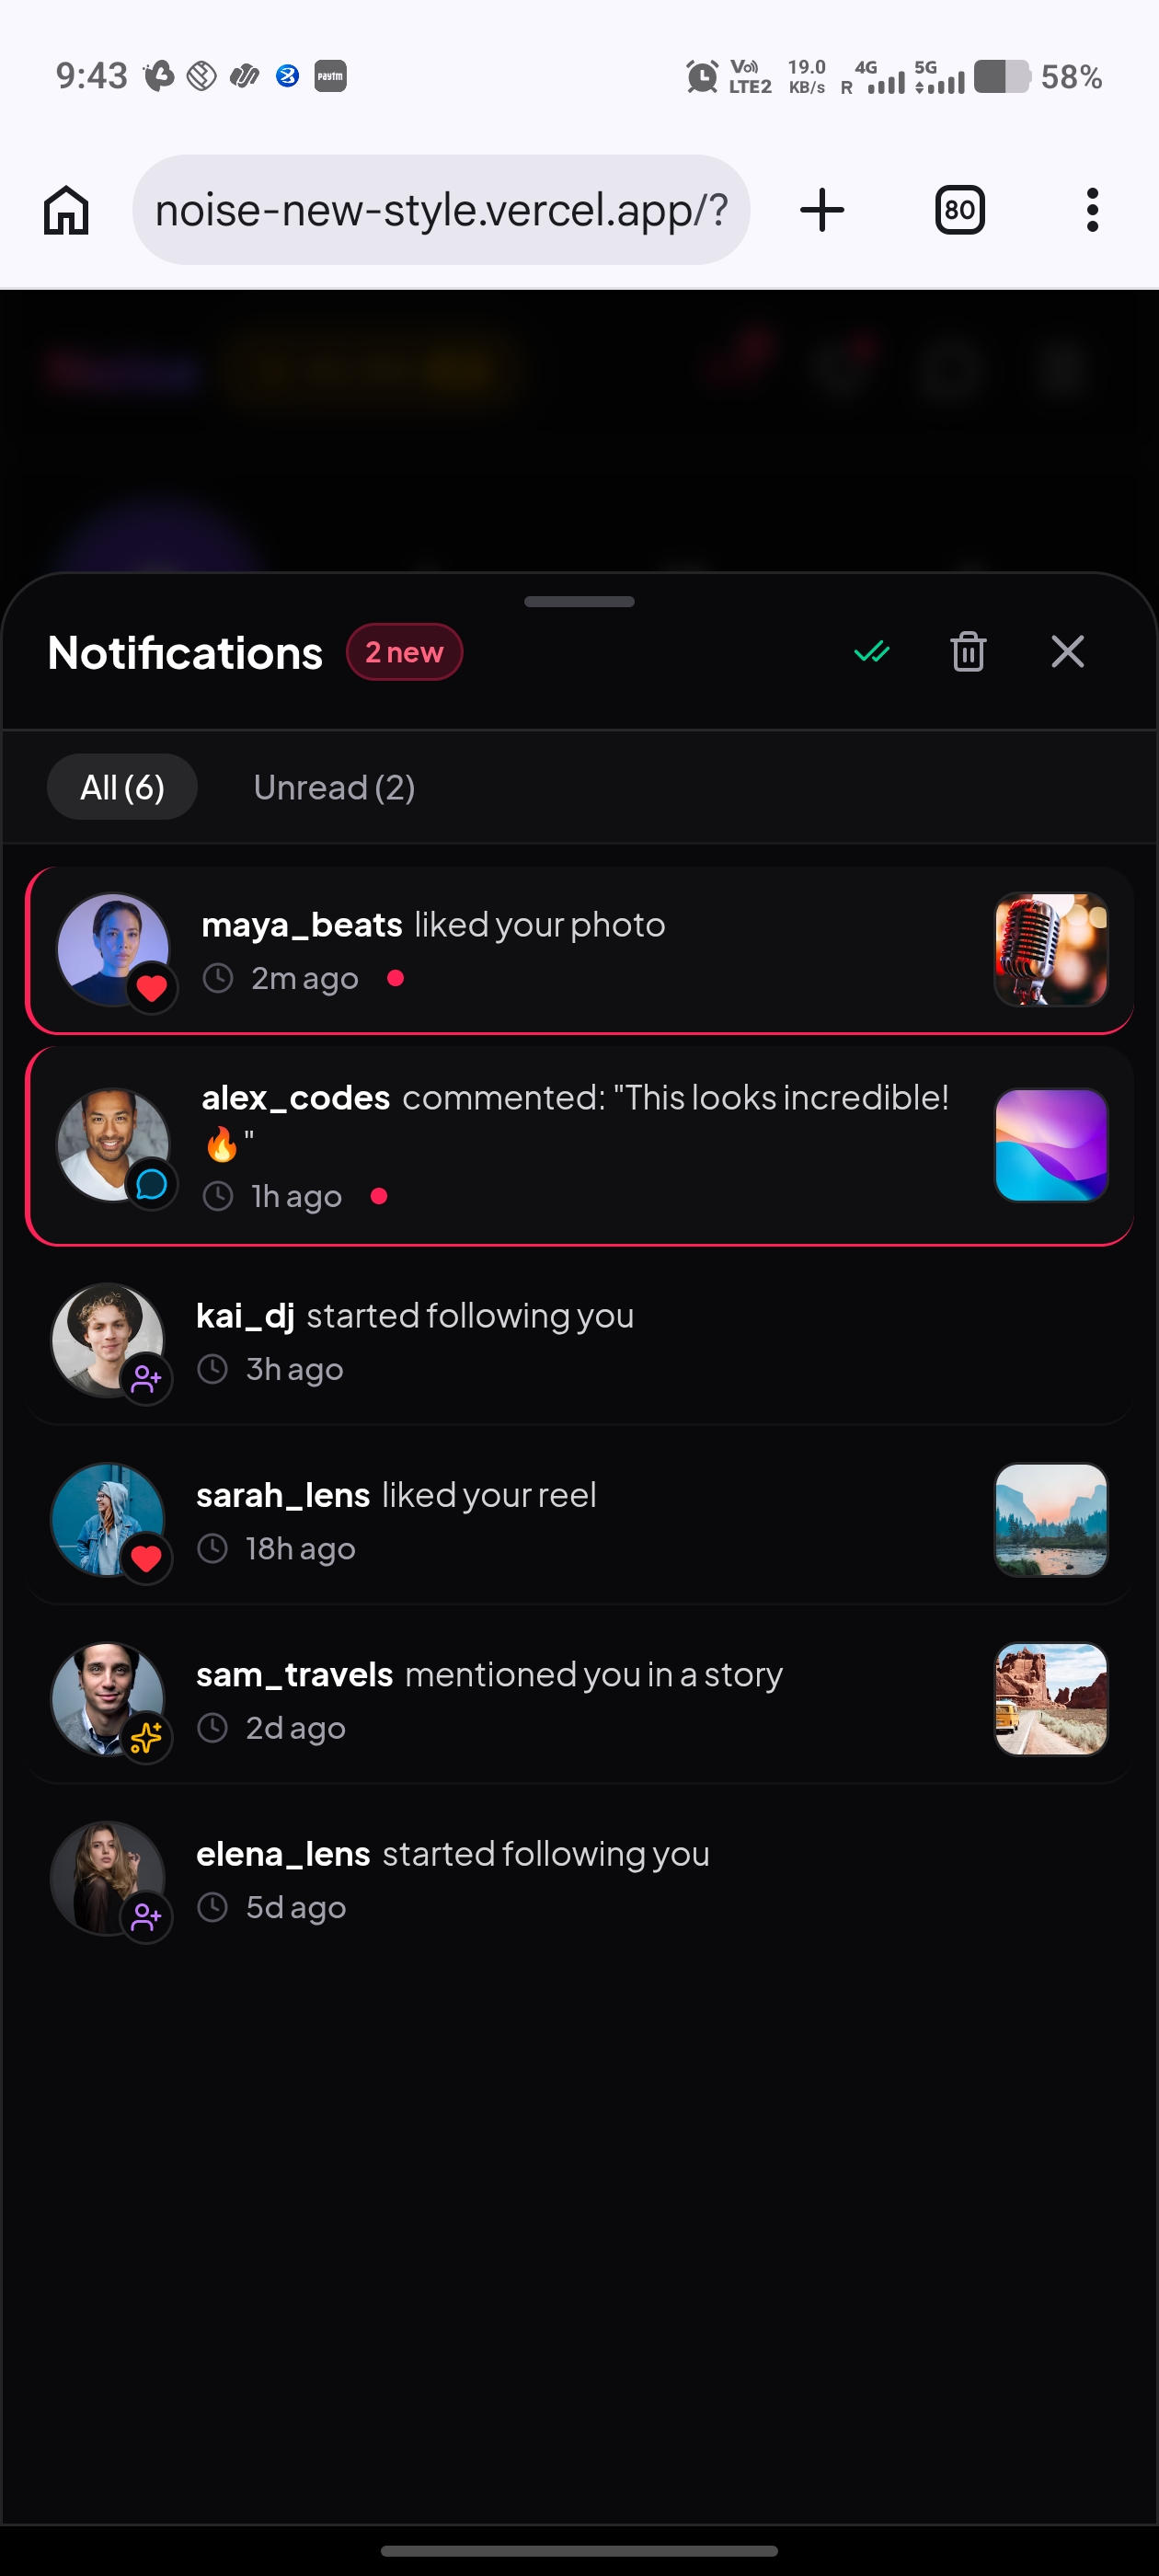 9:43 paytm Vo) LTE2 19.0 KB/s R 4G 5G 58%
noise-new-style.vercel.app/? 80
Notifications 2 new
All (6) Unread (2)
maya_beats liked your photo
2m ago
alex_codes commented: "This looks incredible!
🔥"
1h ago
kai_dj started following you
3h ago
sarah_lens liked your reel
18h ago
sam_travels mentioned you in a story
2d ago
elena_lens started following you
5d ago